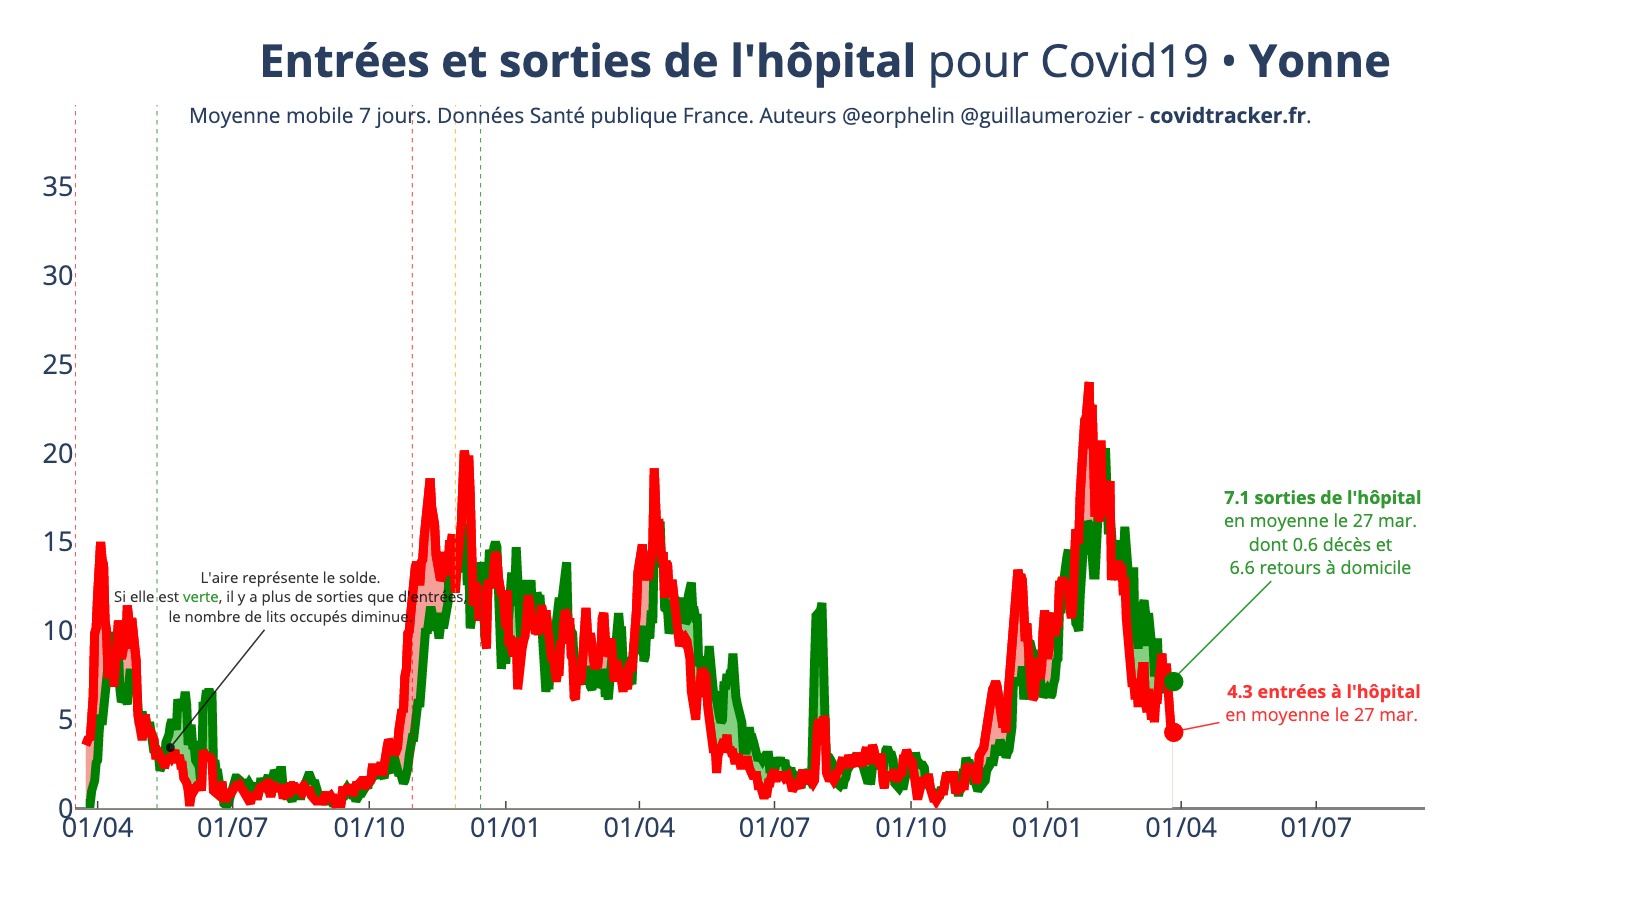 Entrées et sorties de l'hôpital pour Covid19 • Yonne
Moyenne mobile 7 jours. Données Santé publique France. Auteurs @eorphelin @guillaumerozier - covidtracker.fr.
35
30
25
20
15
10
5
0
L'aire représente le solde.
Si elle est verte, il y a plus de sorties que d'entrées,
le nombre de lits occupés diminue.
7.1 sorties de l'hôpital
en moyenne le 27 mar.
dont 0.6 décès et
6.6 retours à domicile
4.3 entrées à l'hôpital
en moyenne le 27 mar.
01/04 01/07 01/10 01/01 01/04 01/07 01/10 01/01 01/04 01/07